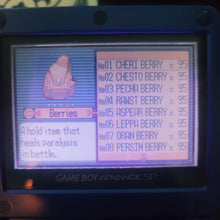 Berries
A hold item that
heals paralysis
in battle.
No01 CHERI BERRY x 95
No02 CHESTO BERRY x 95
No03 PECHA BERRY x 95
No04 RAWST BERRY x 95
No05 ASPEAR BERRY x 95
No06 LEPPA BERRY x 95
No07 ORAN BERRY x 95
No08 PERSIM BERRY x 95
GAME BOY ADVANCE SP